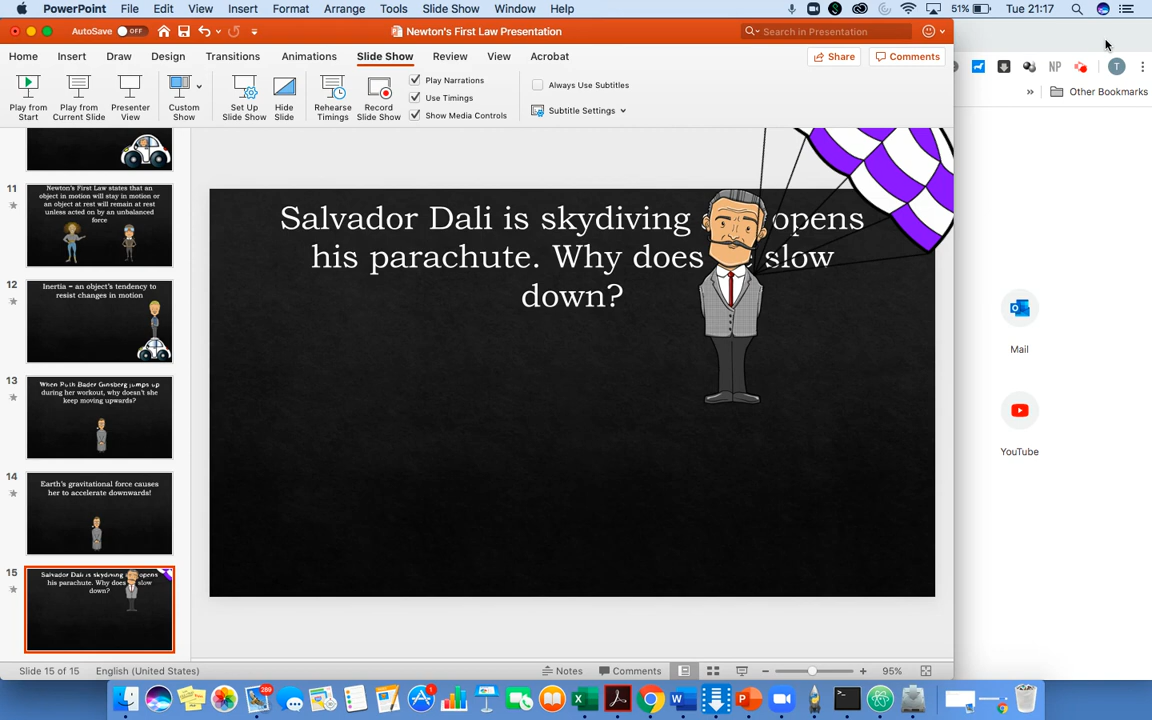 PowerPoint File Edit View Insert Format Arrange Tools Slide Show Window Help 51% Tue 21:17
AutoSave OFF Newton's First Law Presentation Search in Presentation
Home Insert Draw Design Transitions Animations Slide Show Review View Acrobat Share Comments
Play from Start
Play from Current Slide
Presenter View
Custom Show
Set Up Slide Show
Hide Slide
Rehearse Timings
Record Slide Show
Play Narrations
Use Timings
Show Media Controls
Always Use Subtitles
Subtitle Settings
NP T
» Other Bookmarks
11
Newton's First Law states that an
object in motion will stay in motion or
an object at rest will remain at rest
unless acted on by an unbalanced
force
12
Inertia = an object's tendency to
resist changes in motion
13
When Ruth Bader Ginsberg jumps up
during her workout, why doesn't she
keep moving upwards?
14
Earth's gravitational force causes
her to accelerate downwards!
15
Salvador Dali is skydiving opens
his parachute. Why does slow
down?
Salvador Dali is skydiving opens
his parachute. Why does slow
down?
Mail
YouTube
Slide 15 of 15 English (United States) Notes Comments 95%
289
1